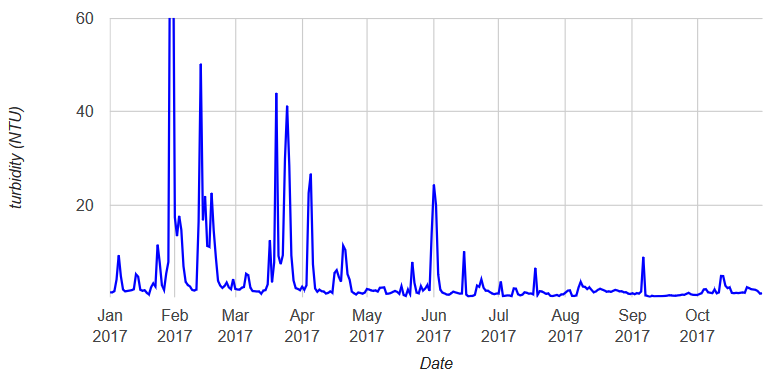 60
40
20
turbidity (NTU)
Jan Feb Mar Apr May Jun Jul Aug Sep Oct
2017 2017 2017 2017 2017 2017 2017 2017 2017 2017
Date